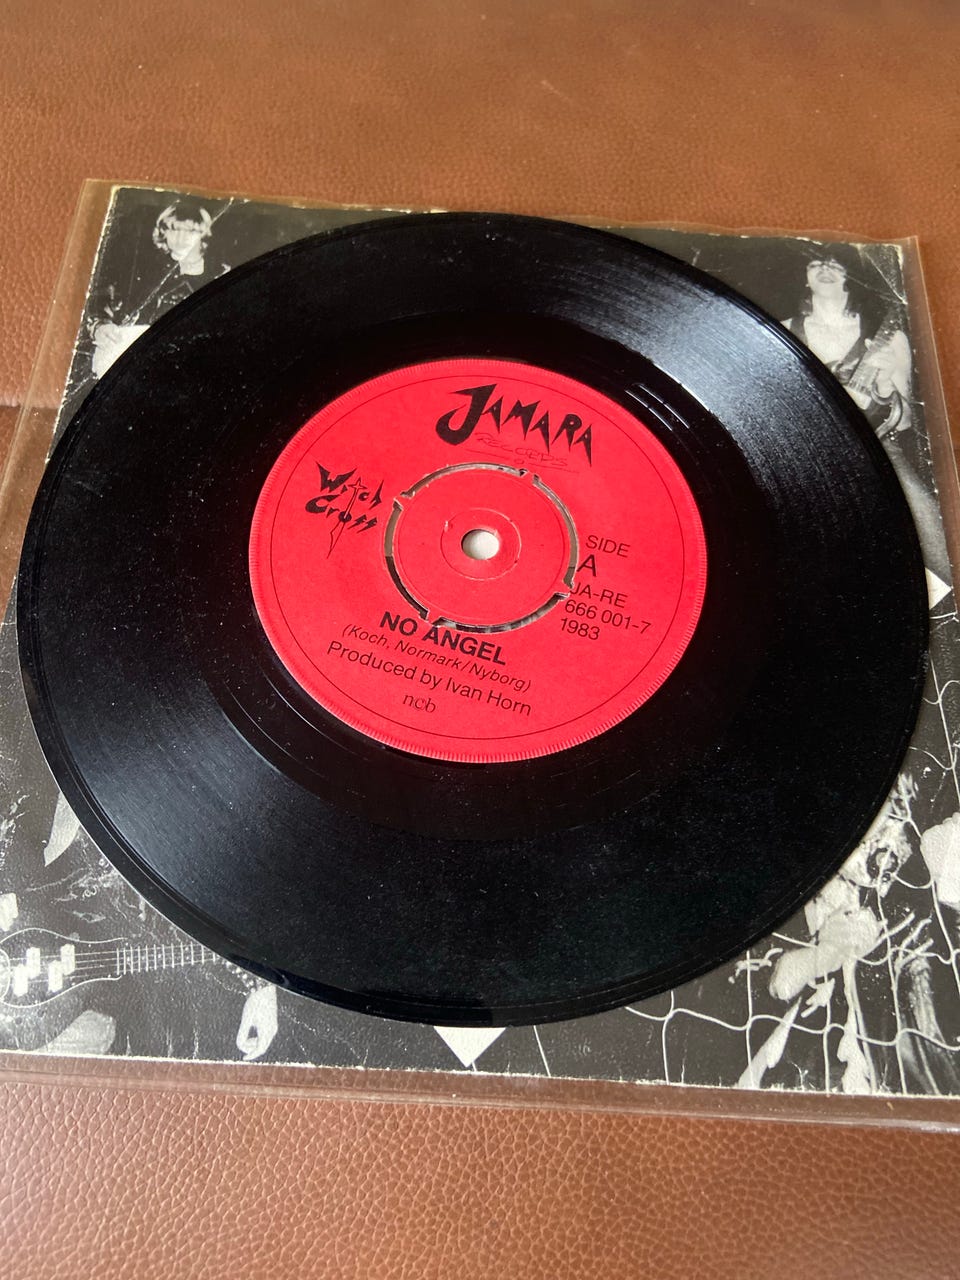 JAMARA
RECORDS
Witch
Cross
SIDE
A
JA-RE
666 001-7
1983
NO ANGEL
(Koch, Normark/Nyborg)
Produced by Ivan Horn
ncb